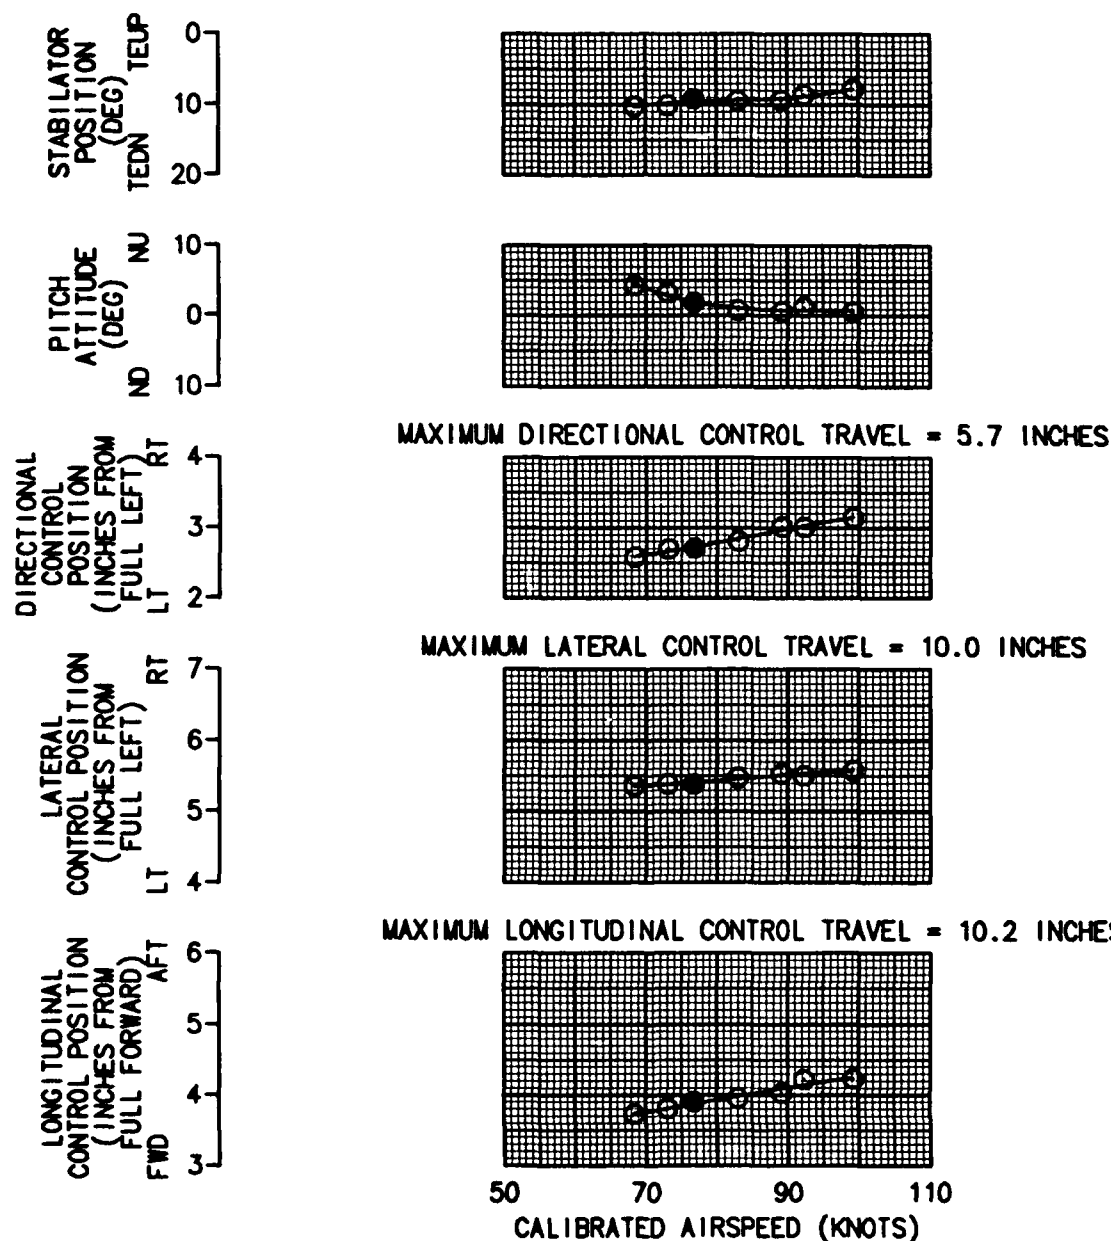 STABILATOR
POSITION
(DEG)
TEDN TEUP
0
10
20
PITCH
ATTITUDE
(DEG)
ND NU
10
0
10
MAXIMUM DIRECTIONAL CONTROL TRAVEL = 5.7 INCHES
DIRECTIONAL
CONTROL
POSITION
(INCHES FROM
FULL LEFT)
LT RT
4
3
2
MAXIMUM LATERAL CONTROL TRAVEL = 10.0 INCHES
LATERAL
CONTROL POSITION
(INCHES FROM
FULL LEFT)
LT RT
7
6
5
4
MAXIMUM LONGITUDINAL CONTROL TRAVEL = 10.2 INCHES
LONGITUDINAL
CONTROL POSITION
(INCHES FROM
FULL FORWARD)
FWD AFT
6
5
4
3
50 70 90 110
CALIBRATED AIRSPEED (KNOTS)